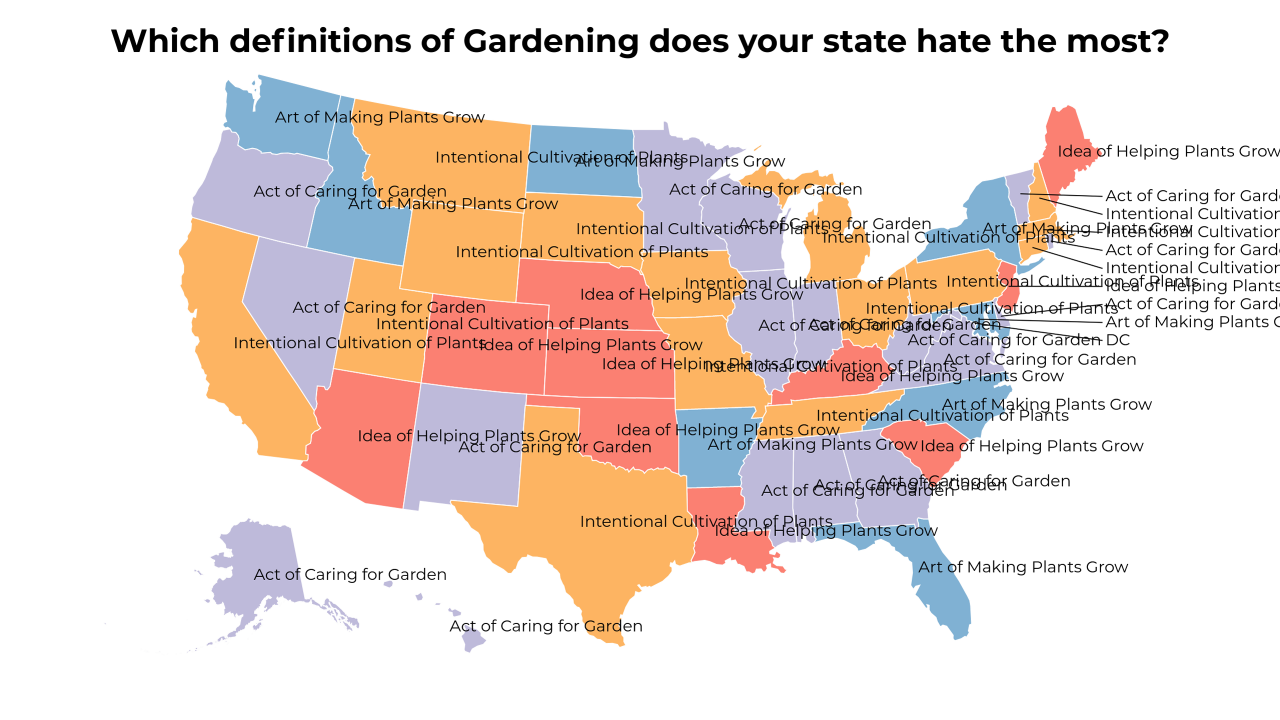 Which definitions of Gardening does your state hate the most?
Art of Making Plants Grow
Idea of Helping Plants Grow
Intentional Cultivation of Plants
Art of Making Plants Grow
Act of Caring for Garden
Act of Caring for Garden
Act of Caring for Gard
Art of Making Plants Grow
Intentional Cultivation
Act of Caring for Garden
Intentional Cultivation of Plants
Art of Making Plants Grow
Intentional Cultivation
Intentional Cultivation of Plants
Act of Caring for Gard
Intentional Cultivation of Plants
Intentional Cultivation
Intentional Cultivation of Plants
Intentional Cultivation of Plants
Idea of Helping Plants
Idea of Helping Plants Grow
Act of Caring for Gard
Act of Caring for Garden
Intentional Cultivation of Plants
Intentional Cultivation of Plants
Act of Caring for Garden
Act of Caring for Garden
Art of Making Plants G
Intentional Cultivation of Plants
Idea of Helping Plants Grow
Act of Caring for Garden DC
Act of Caring for Garden
Idea of Helping Plants Grow
Intentional Cultivation of Plants
Idea of Helping Plants Grow
Art of Making Plants Grow
Intentional Cultivation of Plants
Idea of Helping Plants Grow
Idea of Helping Plants Grow
Act of Caring for Garden
Art of Making Plants Grow
Idea of Helping Plants Grow
Act of Caring for Garden
Act of Caring for Garden
Act of Caring for Garden
Intentional Cultivation of Plants
Idea of Helping Plants Grow
Art of Making Plants Grow
Act of Caring for Garden
Act of Caring for Garden